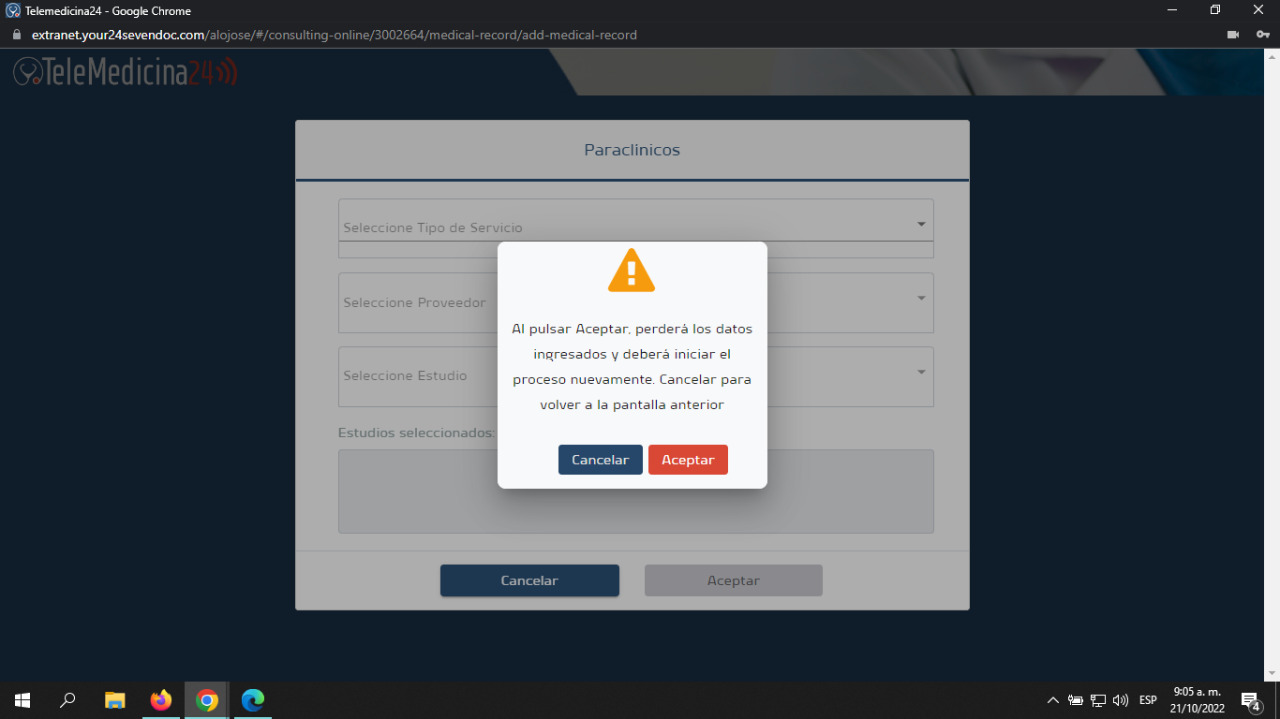 Telemedicina24 - Google Chrome
extranet.your24sevendoc.com/alojose/#/consulting-online/3002664/medical-record/add-medical-record
TeleMedicina24
Paraclinicos
Seleccione Tipo de Servicio
Seleccione Proveedor
Seleccione Estudio
Estudios seleccionados:
Al pulsar Aceptar, perderá los datos
ingresados y deberá iniciar el
proceso nuevamente. Cancelar para
volver a la pantalla anterior
Cancelar Aceptar
Cancelar Aceptar
ESP
9:05 a. m.
21/10/2022
4